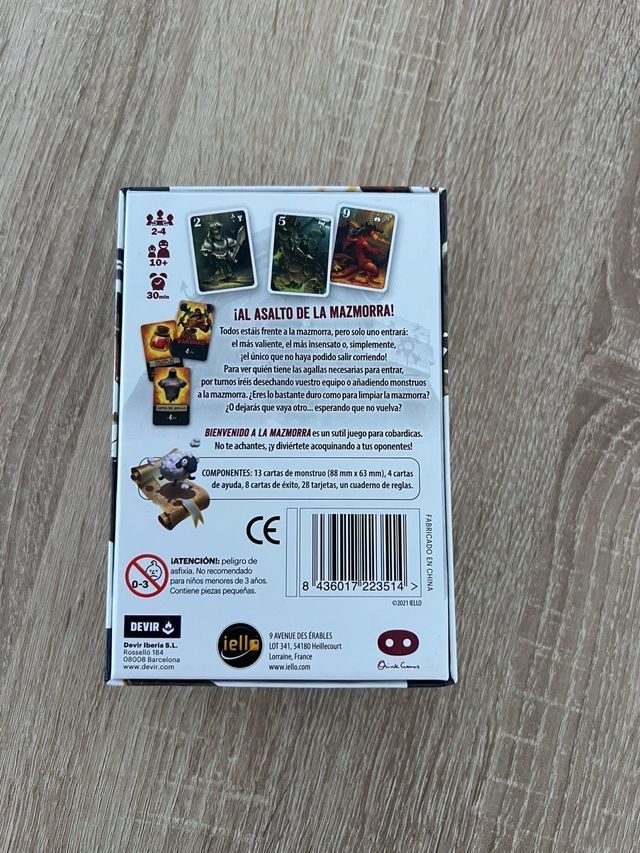 2-4
10+
30min
2
5
9
BÁRBARO
4
4
¡AL ASALTO DE LA MAZMORRA!
Todos estáis frente a la mazmorra, pero solo uno entrará:
el más valiente, el más insensato o, simplemente,
¡el único que no haya podido salir corriendo!
Para ver quién tiene las agallas necesarias para entrar,
por turnos iréis desechando vuestro equipo o añadiendo monstruos
a la mazmorra. ¿Eres lo bastante duro como para limpiar la mazmorra?
¿O dejarás que vaya otro... esperando que no vuelva?
BIENVENIDO A LA MAZMORRA es un sutil juego para cobardicas.
No te achantes, ¡y diviértete acoquinando a tus oponentes!
COMPONENTES: 13 cartas de monstruo (88 mm x 63 mm), 4 cartas
de ayuda, 8 cartas de éxito, 28 tarjetas, un cuaderno de reglas.
CE
0-3
¡ATENCIÓN!: peligro de
asfixia. No recomendado
para niños menores de 3 años.
Contiene piezas pequeñas.
8 436017 223514 >
FABRICADO EN CHINA
©2021 IELLO
DEVIR
Devir Iberia S.L.
Rosselló 184
08008 Barcelona
www.devir.com
iello
9 AVENUE DES ÉRABLES
LOT 341, 54180 Heillecourt
Lorraine, France
www.iello.com
Oink Games